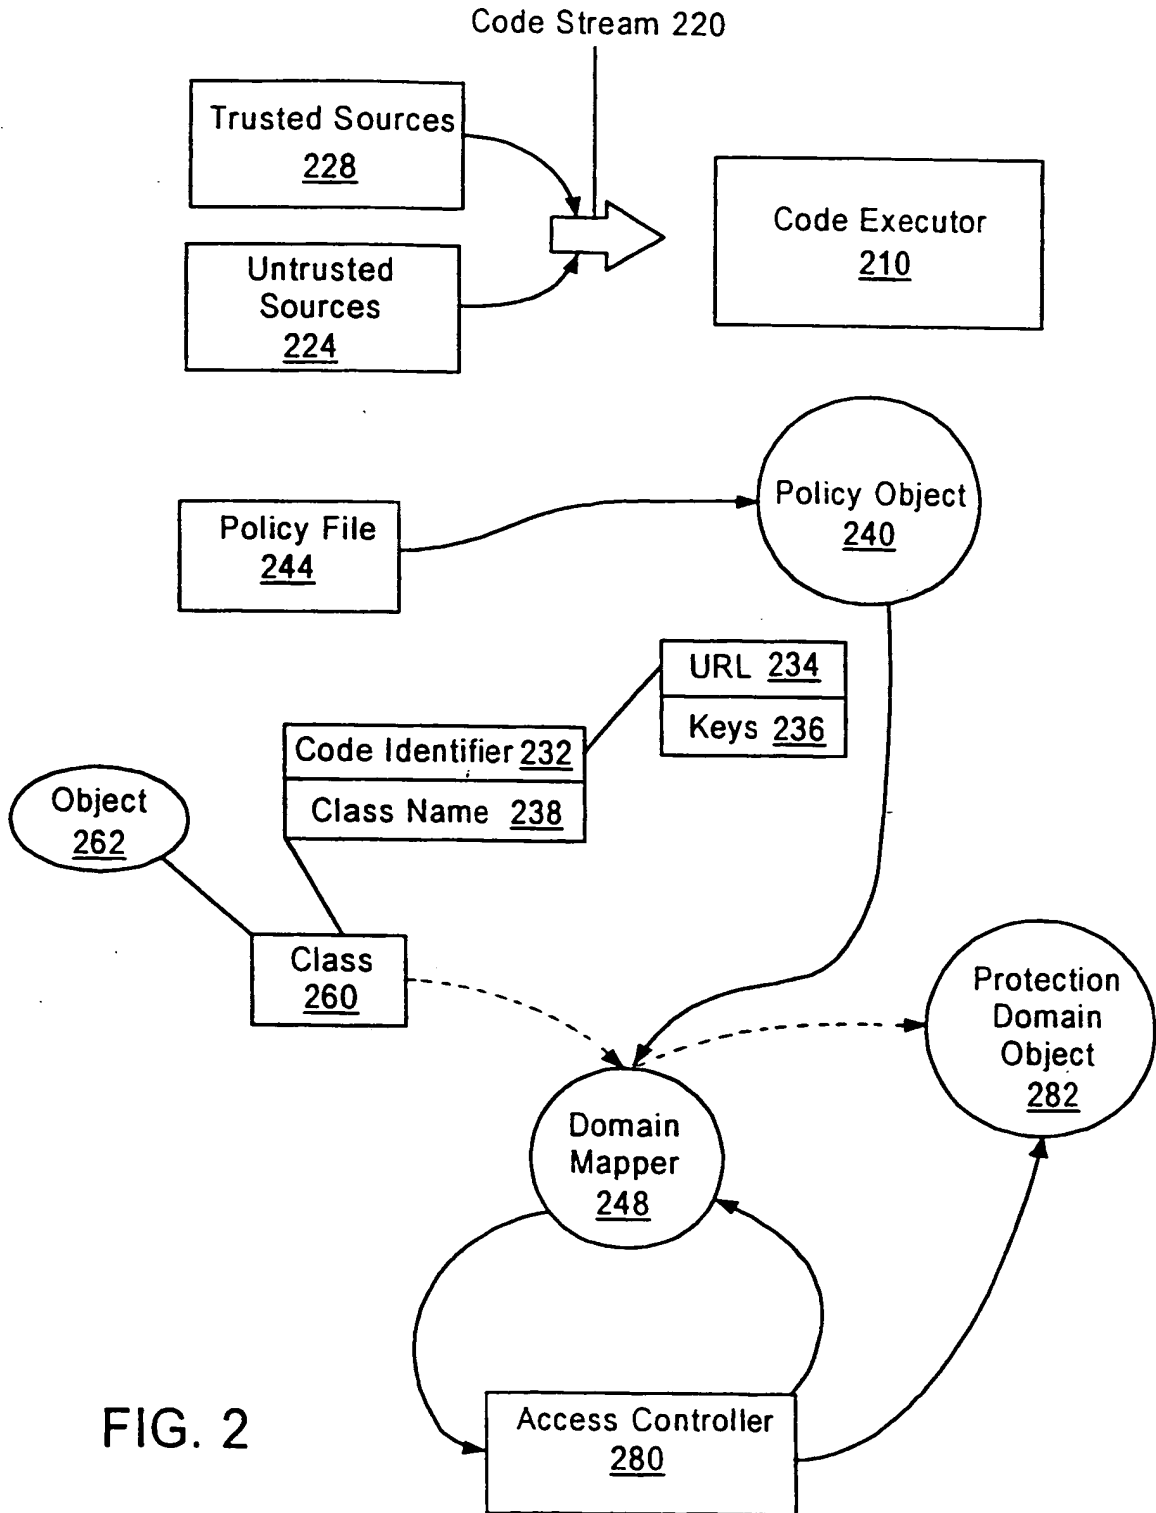 Code Stream 220
Trusted Sources
228
Code Executor
210
Untrusted
Sources
224
Policy Object
240
Policy File
244
URL 234
Keys 236
Code Identifier 232
Class Name 238
Object
262
Class
260
Protection
Domain
Object
282
Domain
Mapper
248
Access Controller
280
FIG. 2